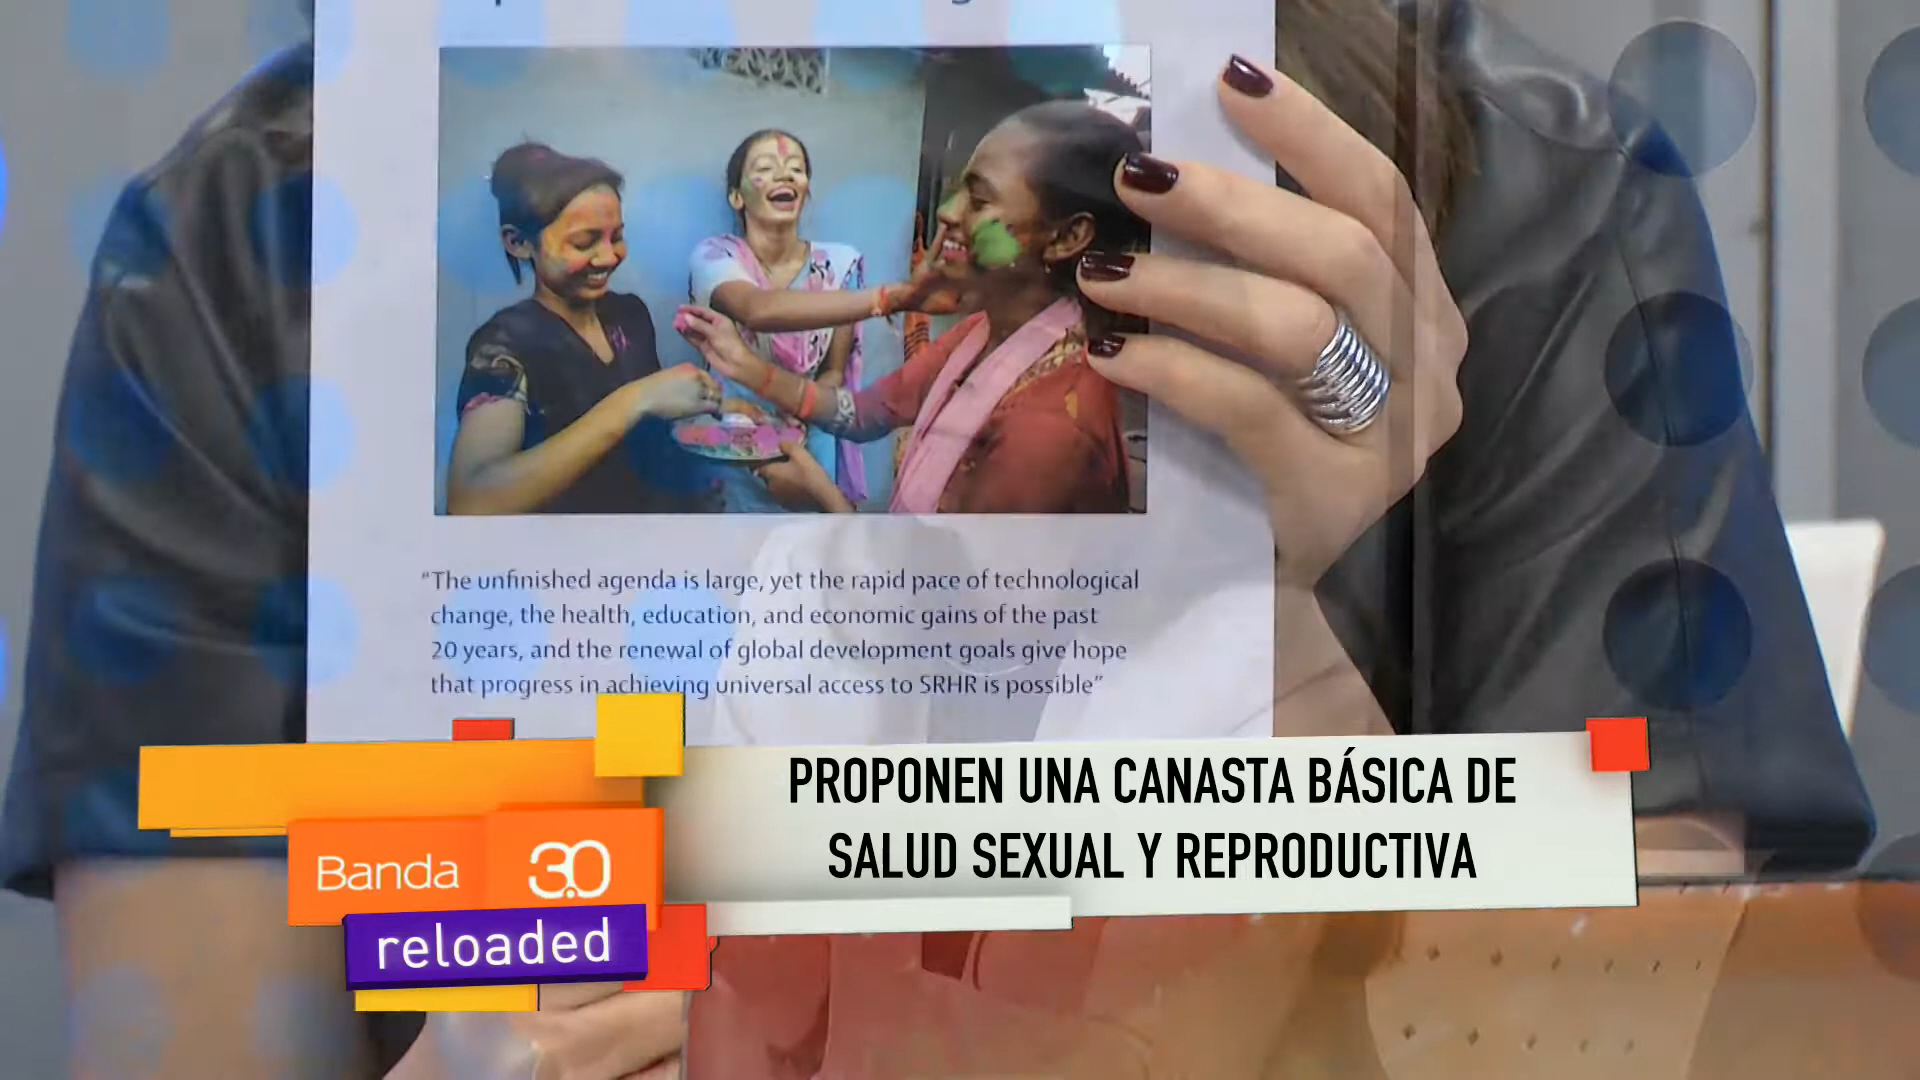 “The unfinished agenda is large, yet the rapid pace of technological
change, the health, education, and economic gains of the past
20 years, and the renewal of global development goals give hope
that progress in achieving universal access to SRHR is possible”
PROPONEN UNA CANASTA BÁSICA DE
SALUD SEXUAL Y REPRODUCTIVA
Banda 3.0
reloaded